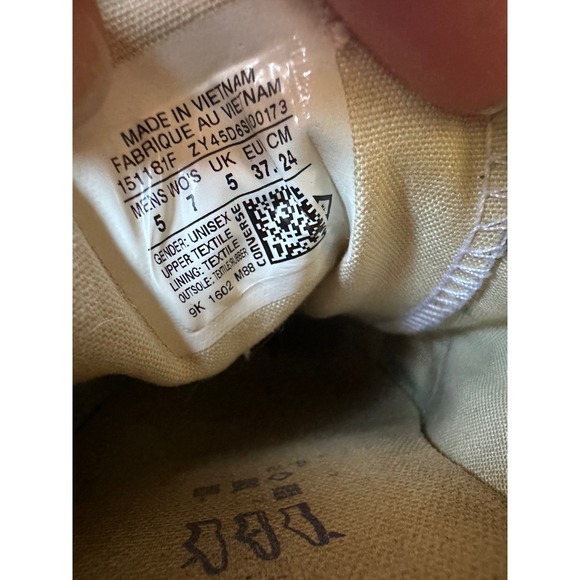 MADE IN VIETNAM
FABRIQUE AU VIETNAM
151181F ZY45D6SI00173
MEN'S WO'S UK EU CM
5 7 5 37.5 24
GENDER: UNISEX
UPPER: TEXTILE
LINING: TEXTILE
OUTSOLE: TEXTILE/RUBBER
9K 1602 M88
CONVERSE